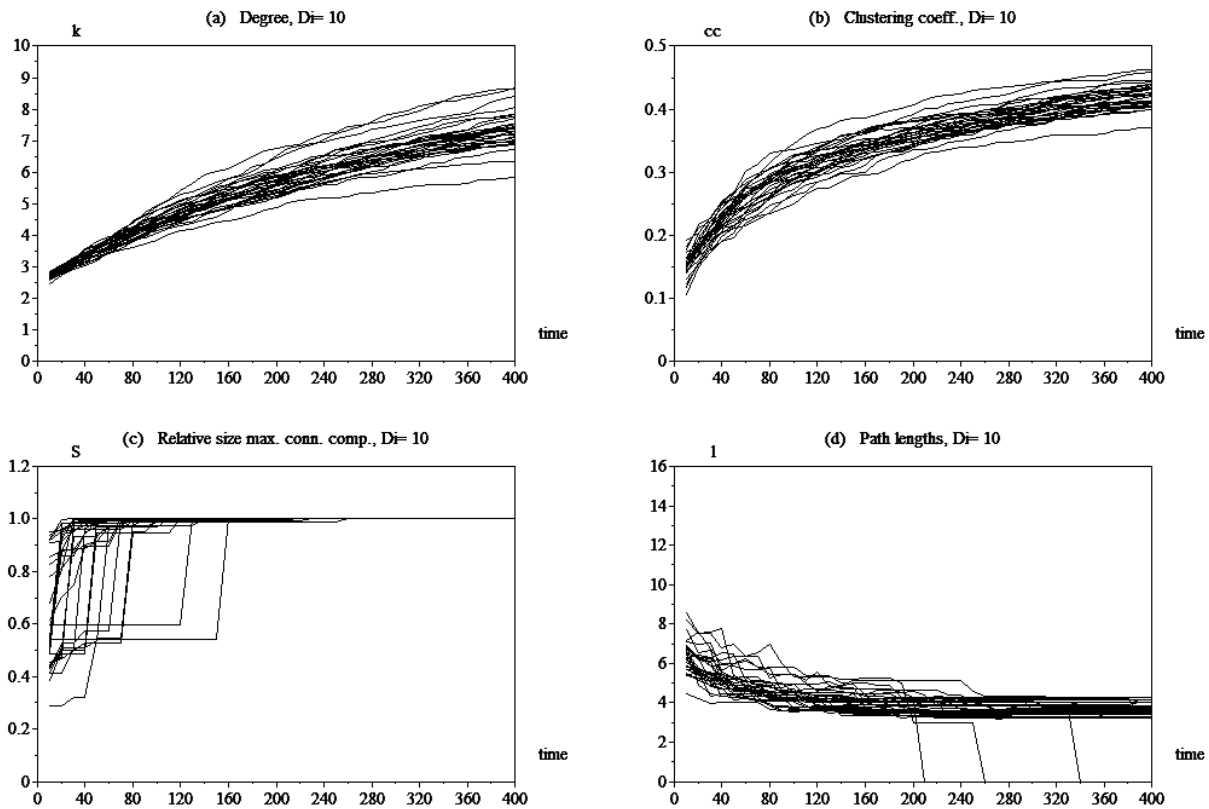 (a) Degree, Di= 10
k
10
9
8
7
6
5
4
3
2
1
0
0 40 80 120 160 200 240 280 320 360 400
time
(b) Clustering coeff., Di= 10
cc
0.5
0.4
0.3
0.2
0.1
0
0 40 80 120 160 200 240 280 320 360 400
time
(c) Relative size max. conn. comp., Di= 10
S
1.2
1.0
0.8
0.6
0.4
0.2
0.0
0 40 80 120 160 200 240 280 320 360 400
time
(d) Path lengths, Di= 10
l
16
14
12
10
8
6
4
2
0
0 40 80 120 160 200 240 280 320 360 400
time